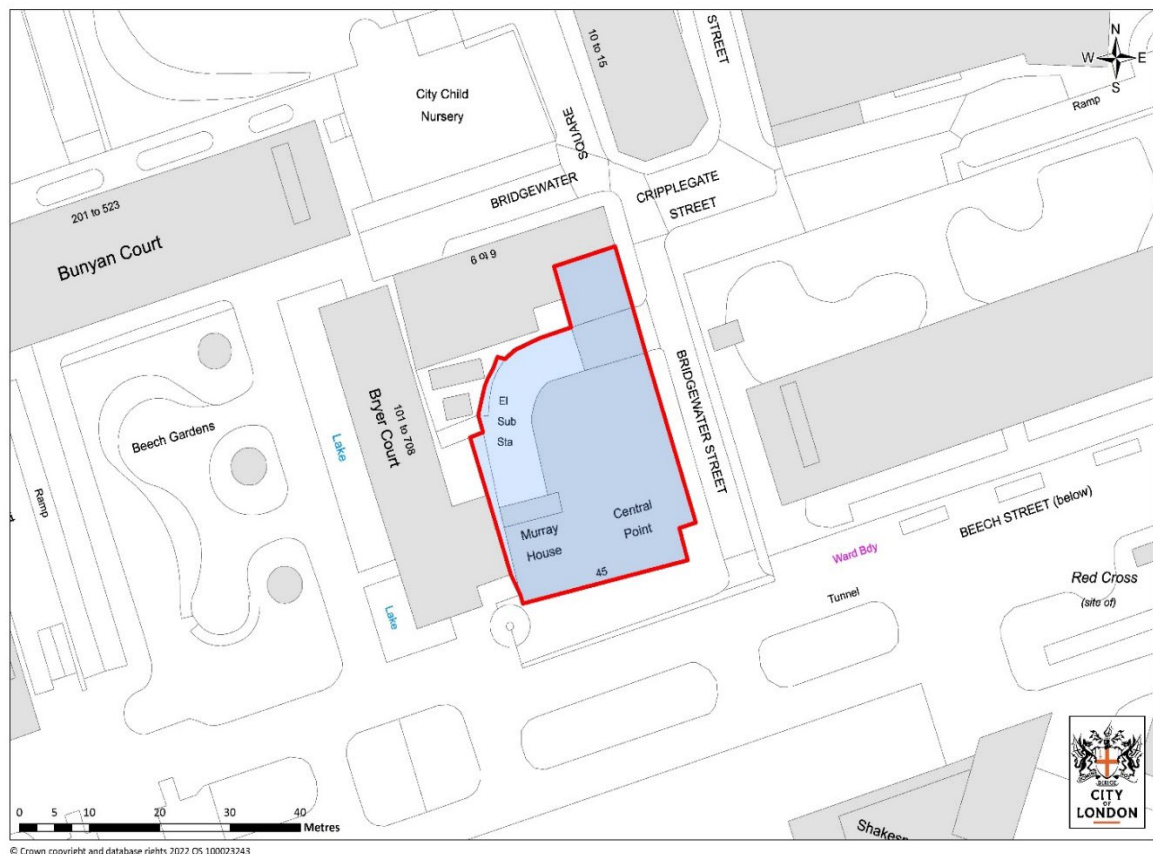 STREET
10 to 15
N
W E
S
City Child
Nursery
Ramp
SQUARE
BRIDGEWATER
CRIPPLEGATE
STREET
201 to 523
Bunyan Court
6 to 9
El
Sub
Sta
BRIDGEWATER STREET
101 to 708
Bryer Court
Beech Gardens
Lake
Ramp
Central
Point
Murray
House
45
BEECH STREET (below)
Ward Bdy
Red Cross
(site of)
Tunnel
Lake
0 5 10 20 30 40
Metres
CITY
OF
LONDON
© Crown copyright and database rights 2022 OS 100023243